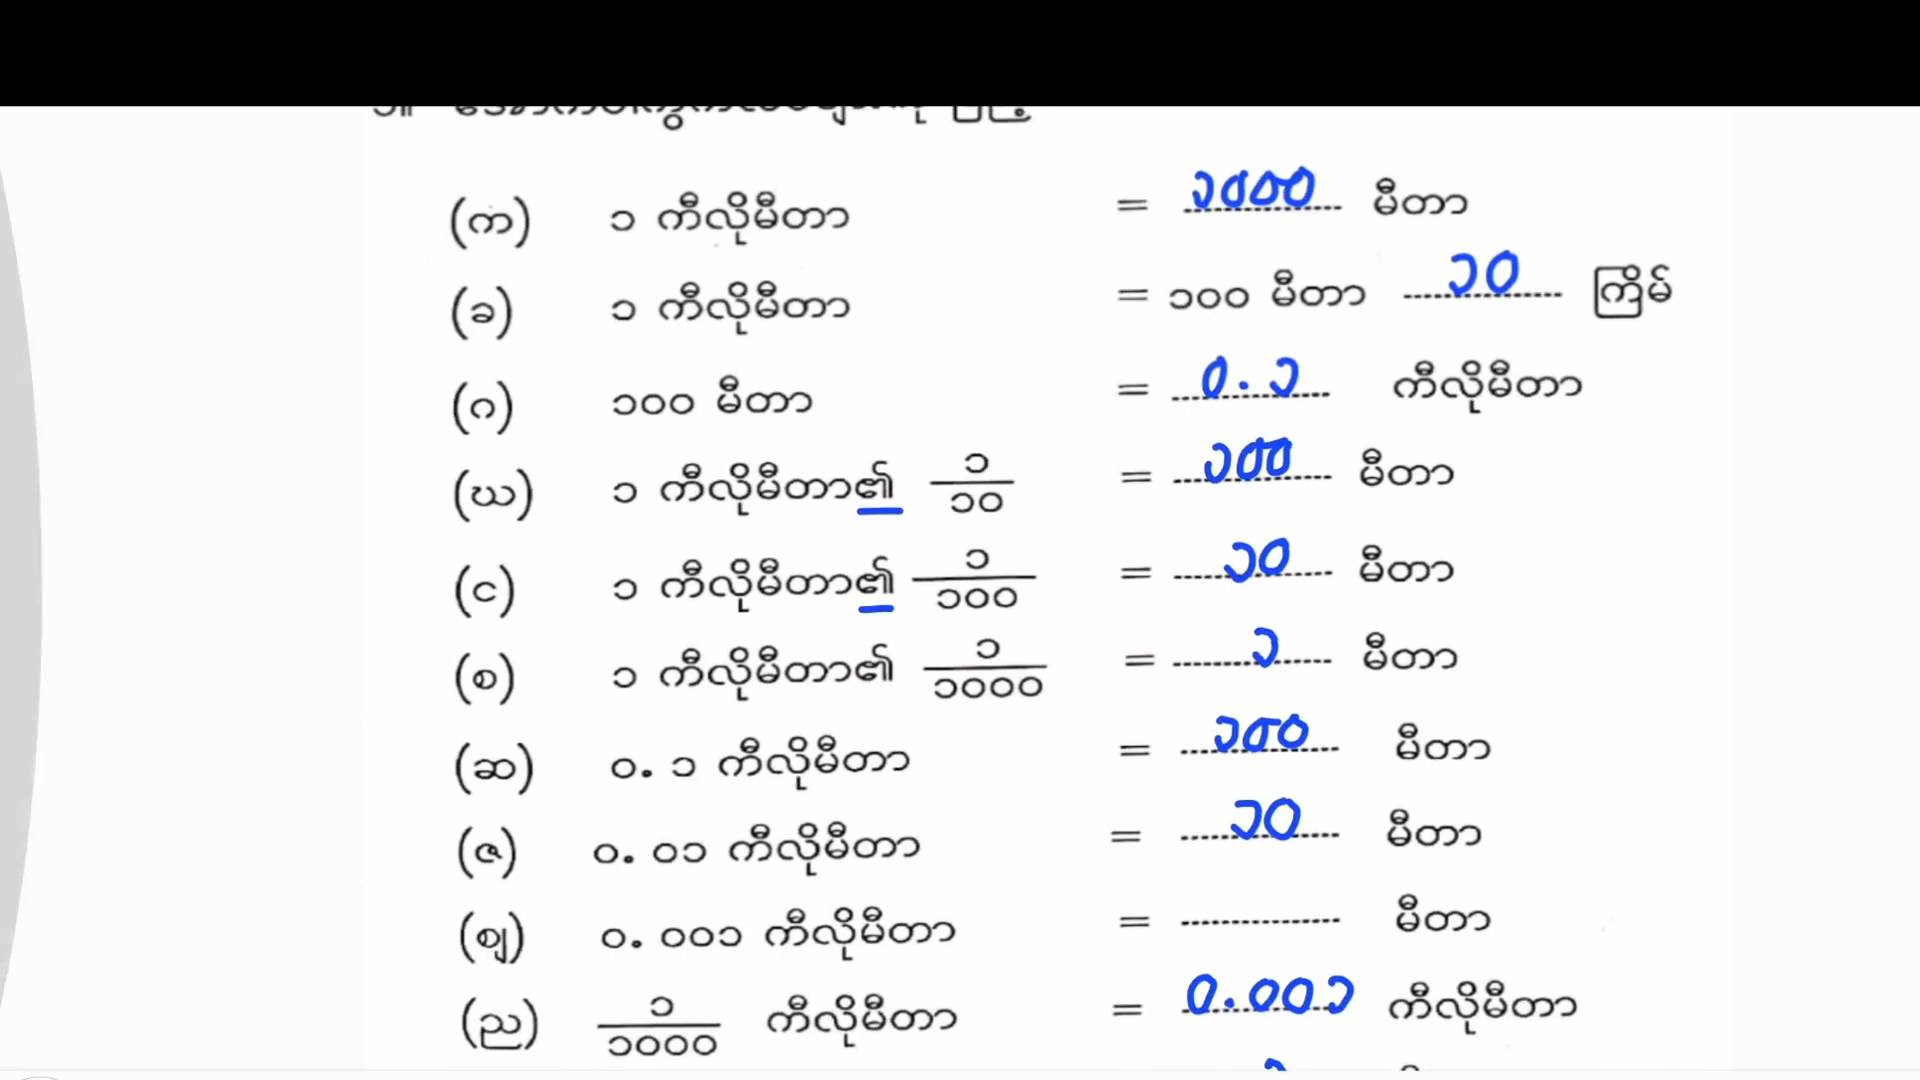 (က) ၁ ကီလိုမီတာ = ၁၀၀၀ မီတာ
(ခ) ၁ ကီလိုမီတာ = ၁၀၀ မီတာ ၁၀ ကြိမ်
(ဂ) ၁၀၀ မီတာ = ၀.၁ ကီလိုမီတာ
(ဃ) ၁ ကီလိုမီတာ၏ ၁/၁၀ = ၁၀၀ မီတာ
(င) ၁ ကီလိုမီတာ၏ ၁/၁၀၀ = ၁၀ မီတာ
(စ) ၁ ကီလိုမီတာ၏ ၁/၁၀၀၀ = ၁ မီတာ
(ဆ) ၀.၁ ကီလိုမီတာ = ၁၀၀ မီတာ
(ဇ) ၀.၀၁ ကီလိုမီတာ = ၁၀ မီတာ
(ဈ) ၀.၀၀၁ ကီလိုမီတာ = ............... မီတာ
(ည) ၁/၁၀၀၀ ကီလိုမီတာ = ၀.၀၀၁ ကီလိုမီတာ